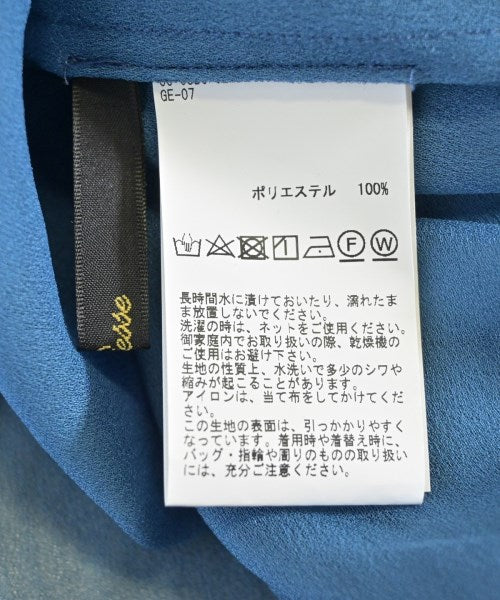 GE-07
ポリエステル 100%
F W
長時間水に漬けておいたり、濡れたま
ま放置しないでください。
洗濯の時は、ネットをご使用ください。
御家庭内でお取り扱いの際、乾燥機の
ご使用はお避け下さい。
生地の性質上、水洗いで多少のシワや
縮みが起こることがあります。
アイロンは、当て布をしてかけてくだ
さい。
この生地の表面は、引っかかりやすく
なっています。着用時や着替え時に、
バッグ・指輪や周りのものの取り扱い
には、充分ご注意ください。
esse